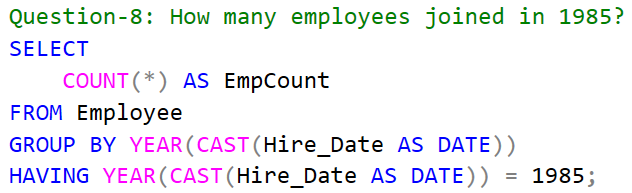 Question-8: How many employees joined in 1985?
SELECT
COUNT(*) AS EmpCount
FROM Employee
GROUP BY YEAR(CAST(Hire_Date AS DATE))
HAVING YEAR(CAST(Hire_Date AS DATE)) = 1985;